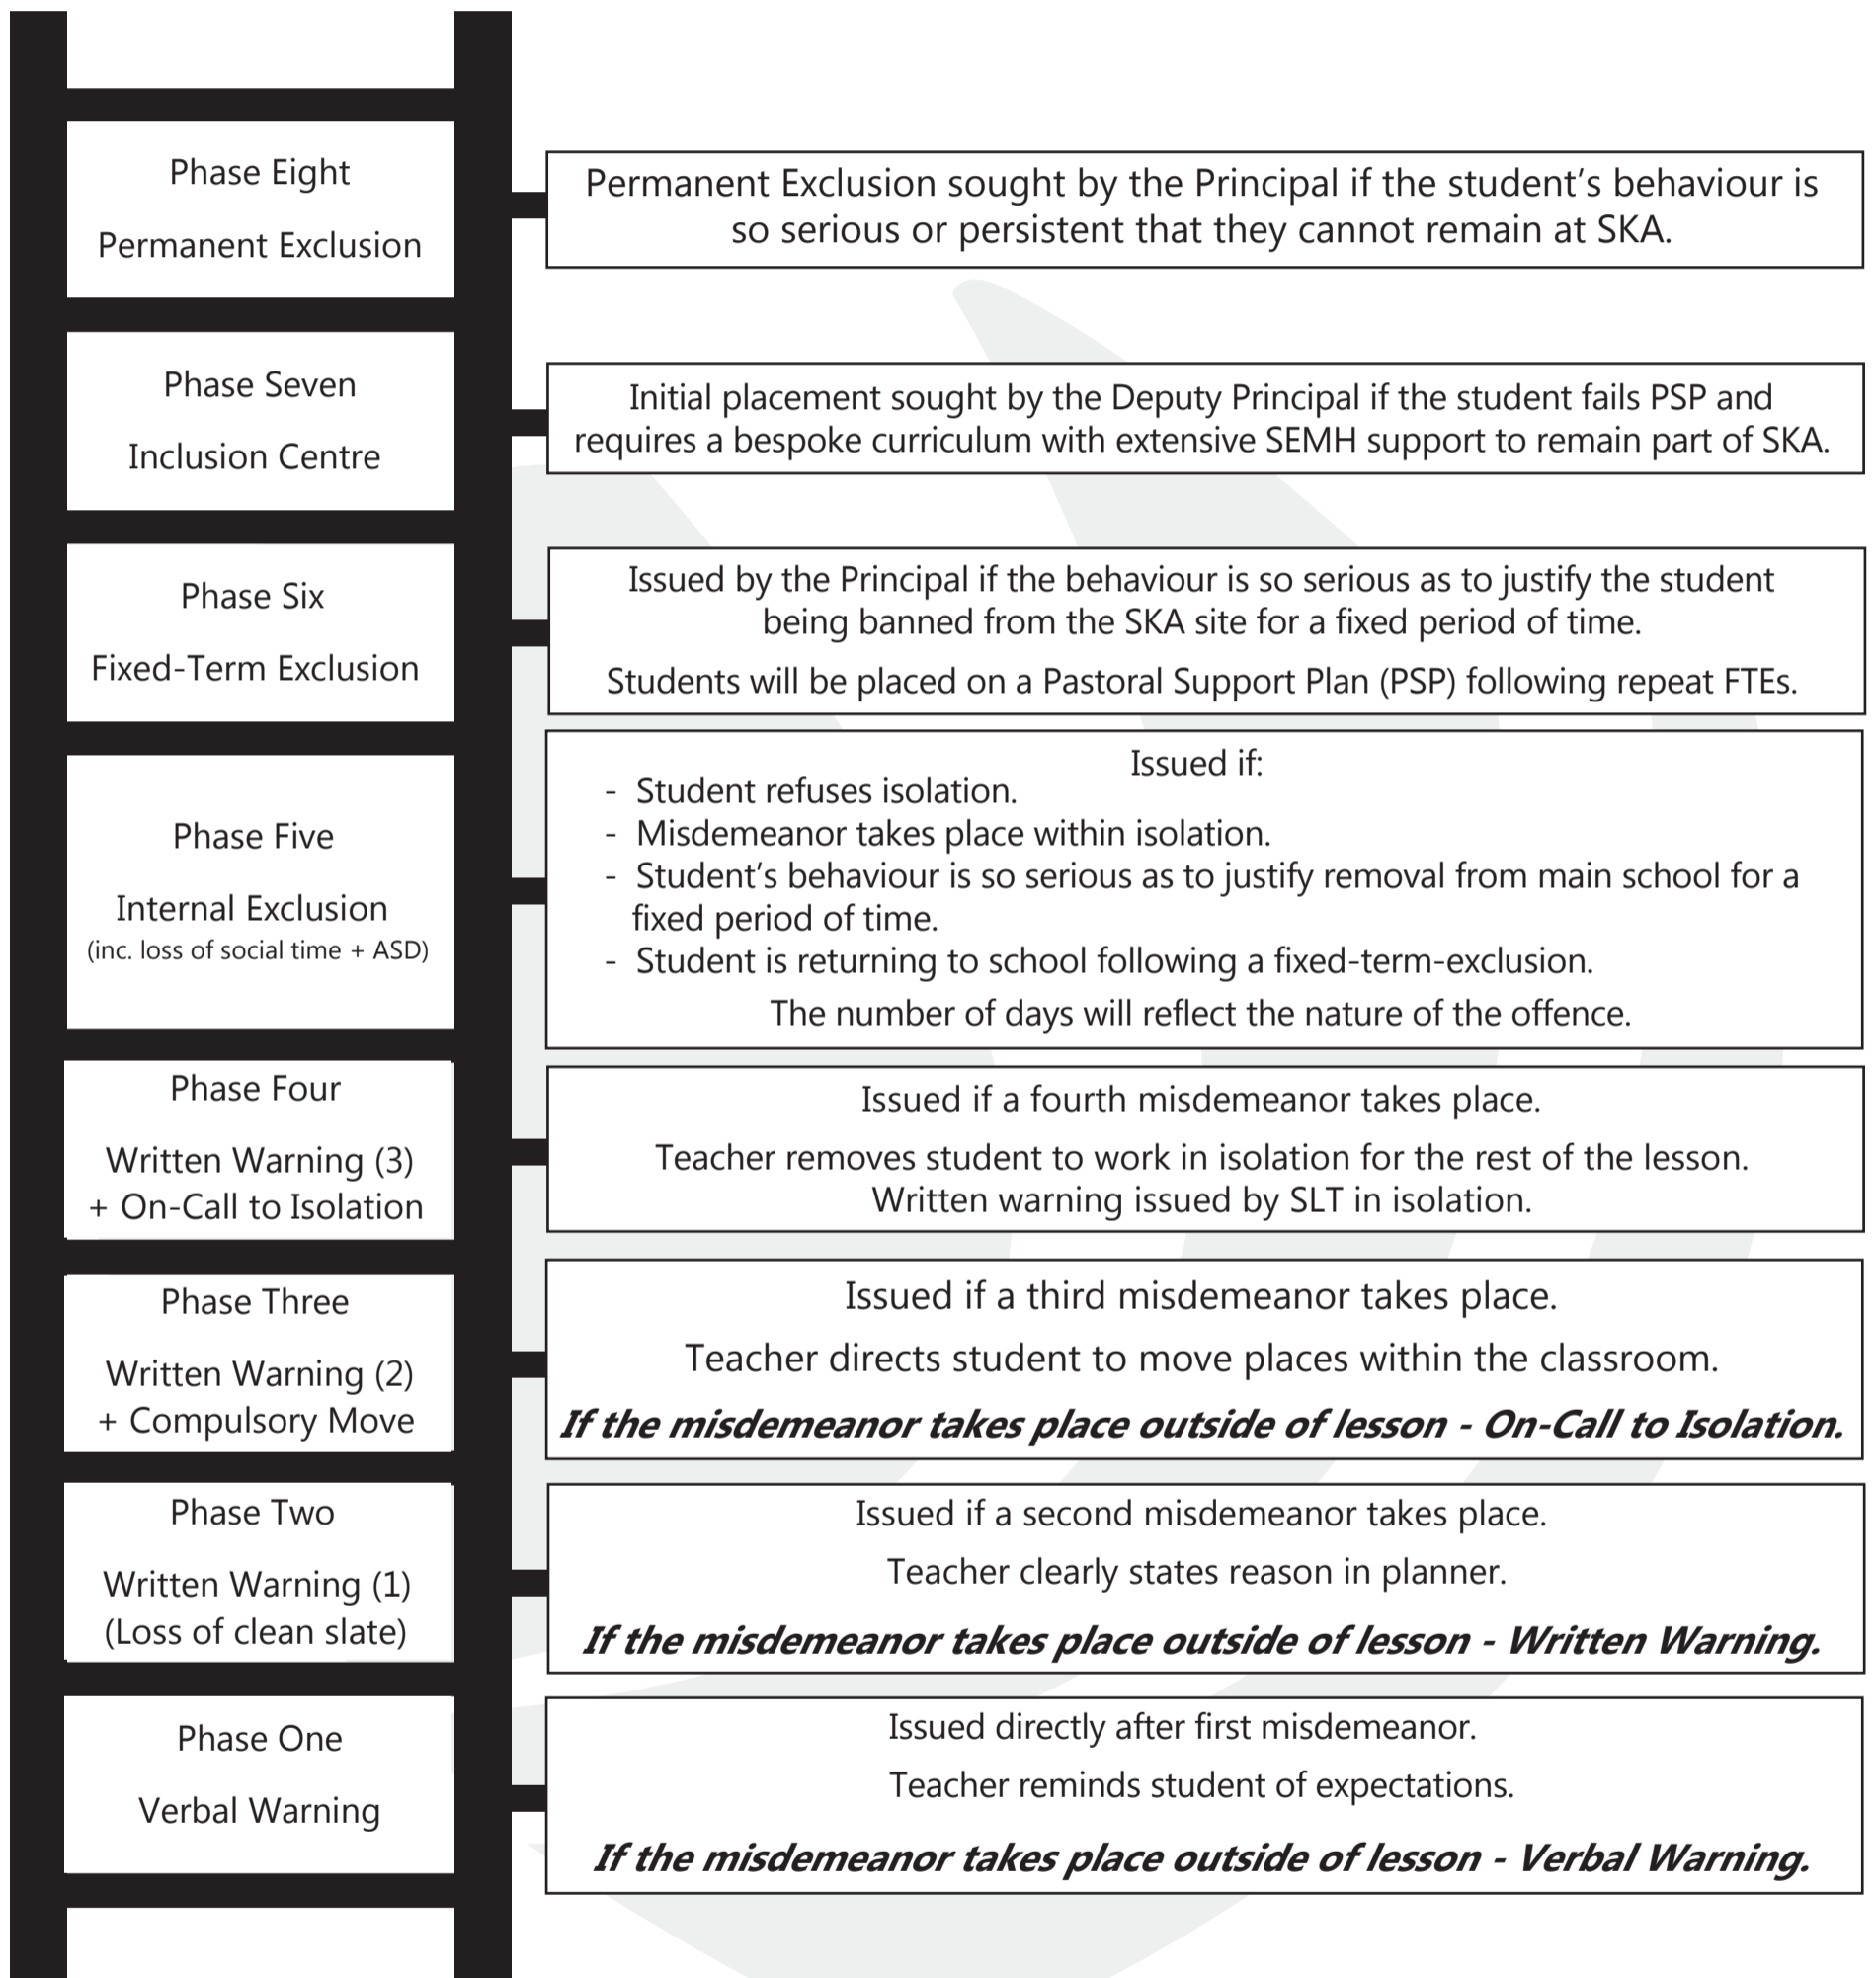 Phase Eight
Permanent Exclusion
Permanent Exclusion sought by the Principal if the student’s behaviour is
so serious or persistent that they cannot remain at SKA.
Phase Seven
Inclusion Centre
Initial placement sought by the Deputy Principal if the student fails PSP and
requires a bespoke curriculum with extensive SEMH support to remain part of SKA.
Phase Six
Fixed-Term Exclusion
Issued by the Principal if the behaviour is so serious as to justify the student
being banned from the SKA site for a fixed period of time.
Students will be placed on a Pastoral Support Plan (PSP) following repeat FTEs.
Phase Five
Internal Exclusion
(inc. loss of social time + ASD)
Issued if:
- Student refuses isolation.
- Misdemeanor takes place within isolation.
- Student’s behaviour is so serious as to justify removal from main school for a
fixed period of time.
- Student is returning to school following a fixed-term-exclusion.
The number of days will reflect the nature of the offence.
Phase Four
Written Warning (3)
+ On-Call to Isolation
Issued if a fourth misdemeanor takes place.
Teacher removes student to work in isolation for the rest of the lesson.
Written warning issued by SLT in isolation.
Phase Three
Written Warning (2)
+ Compulsory Move
Issued if a third misdemeanor takes place.
Teacher directs student to move places within the classroom.
If the misdemeanor takes place outside of lesson - On-Call to Isolation.
Phase Two
Written Warning (1)
(Loss of clean slate)
Issued if a second misdemeanor takes place.
Teacher clearly states reason in planner.
If the misdemeanor takes place outside of lesson - Written Warning.
Phase One
Verbal Warning
Issued directly after first misdemeanor.
Teacher reminds student of expectations.
If the misdemeanor takes place outside of lesson - Verbal Warning.